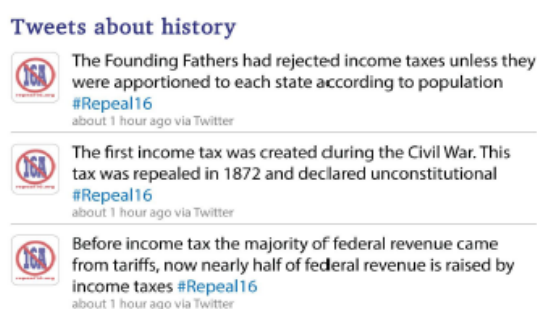 Tweets about history
16A
The Founding Fathers had rejected income taxes unless they
were apportioned to each state according to population
#Repeal16
about 1 hour ago via Twitter
16A
The first income tax was created during the Civil War. This
tax was repealed in 1872 and declared unconstitutional
#Repeal16
about 1 hour ago via Twitter
16A
Before income tax the majority of federal revenue came
from tariffs, now nearly half of federal revenue is raised by
income taxes #Repeal16
about 1 hour ago via Twitter